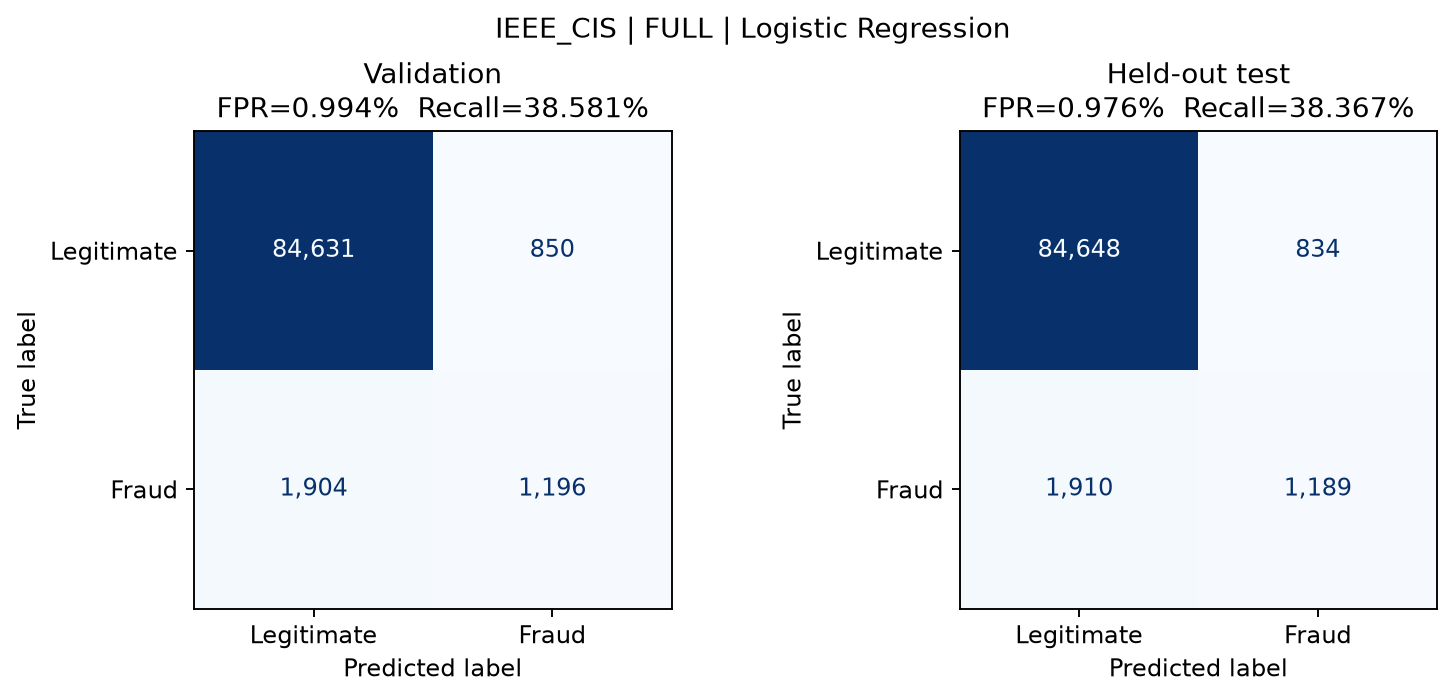 IEEE_CIS | FULL | Logistic Regression
Validation
FPR=0.994%  Recall=38.581%
True label
Legitimate
84,631
850
Fraud
1,904
1,196
Legitimate
Fraud
Predicted label
Held-out test
FPR=0.976%  Recall=38.367%
True label
Legitimate
84,648
834
Fraud
1,910
1,189
Legitimate
Fraud
Predicted label